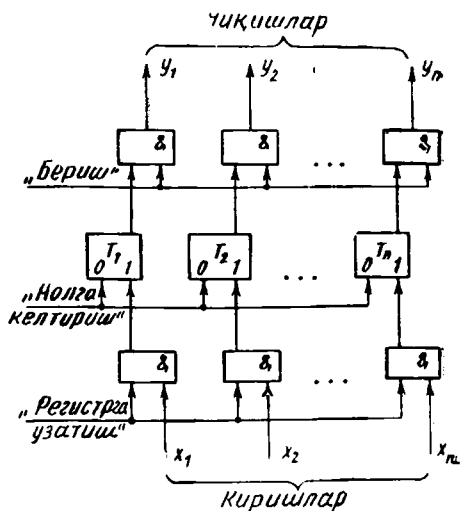 Чиқишлар
y₁ y₂ yₙ
& & &
... 
„Бериш"
T₁ T₂ Tₙ
0 1 0 1 0 1
...
„Нолга
келтириш"
& & &
...
„Регистрга
узатиш"
x₁ x₂ xₙ
Киришлар